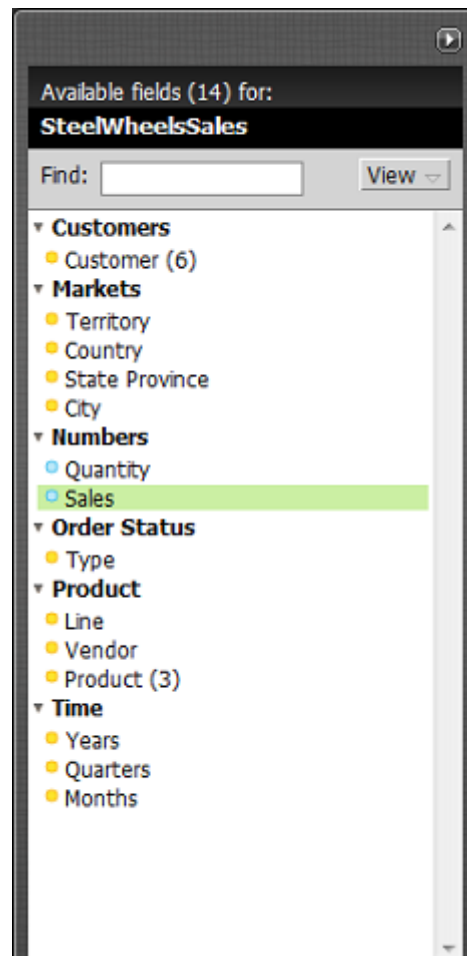 Available fields (14) for:
SteelWheelsSales
Find:
View
Customers
Customer (6)
Markets
Territory
Country
State Province
City
Numbers
Quantity
Sales
Order Status
Type
Product
Line
Vendor
Product (3)
Time
Years
Quarters
Months